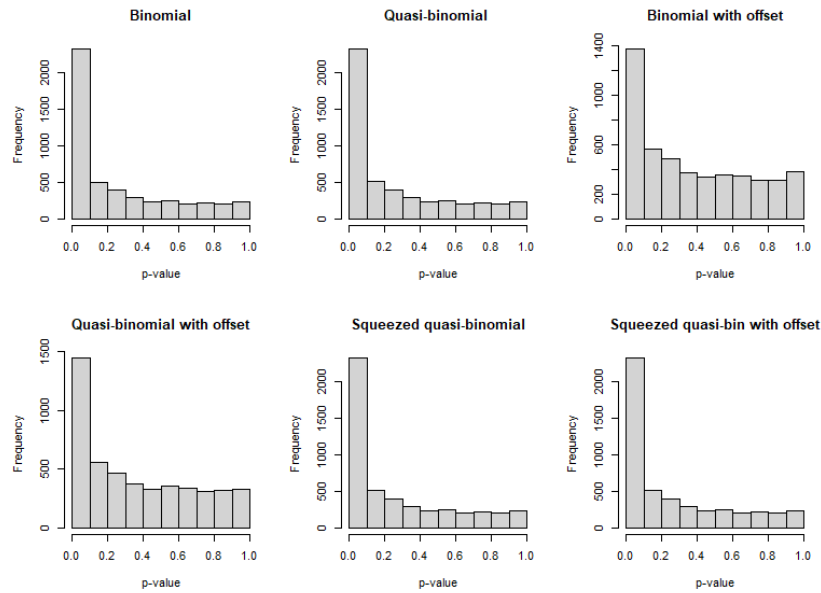 Binomial
Frequency
0 500 1000 1500 2000
0.0 0.2 0.4 0.6 0.8 1.0
p-value
Quasi-binomial
Frequency
0 500 1000 1500 2000
0.0 0.2 0.4 0.6 0.8 1.0
p-value
Binomial with offset
Frequency
0 200 600 1000 1400
0.0 0.2 0.4 0.6 0.8 1.0
p-value
Quasi-binomial with offset
Frequency
0 500 1000 1500
0.0 0.2 0.4 0.6 0.8 1.0
p-value
Squeezed quasi-binomial
Frequency
0 500 1000 1500 2000
0.0 0.2 0.4 0.6 0.8 1.0
p-value
Squeezed quasi-bin with offset
Frequency
0 500 1000 1500 2000
0.0 0.2 0.4 0.6 0.8 1.0
p-value